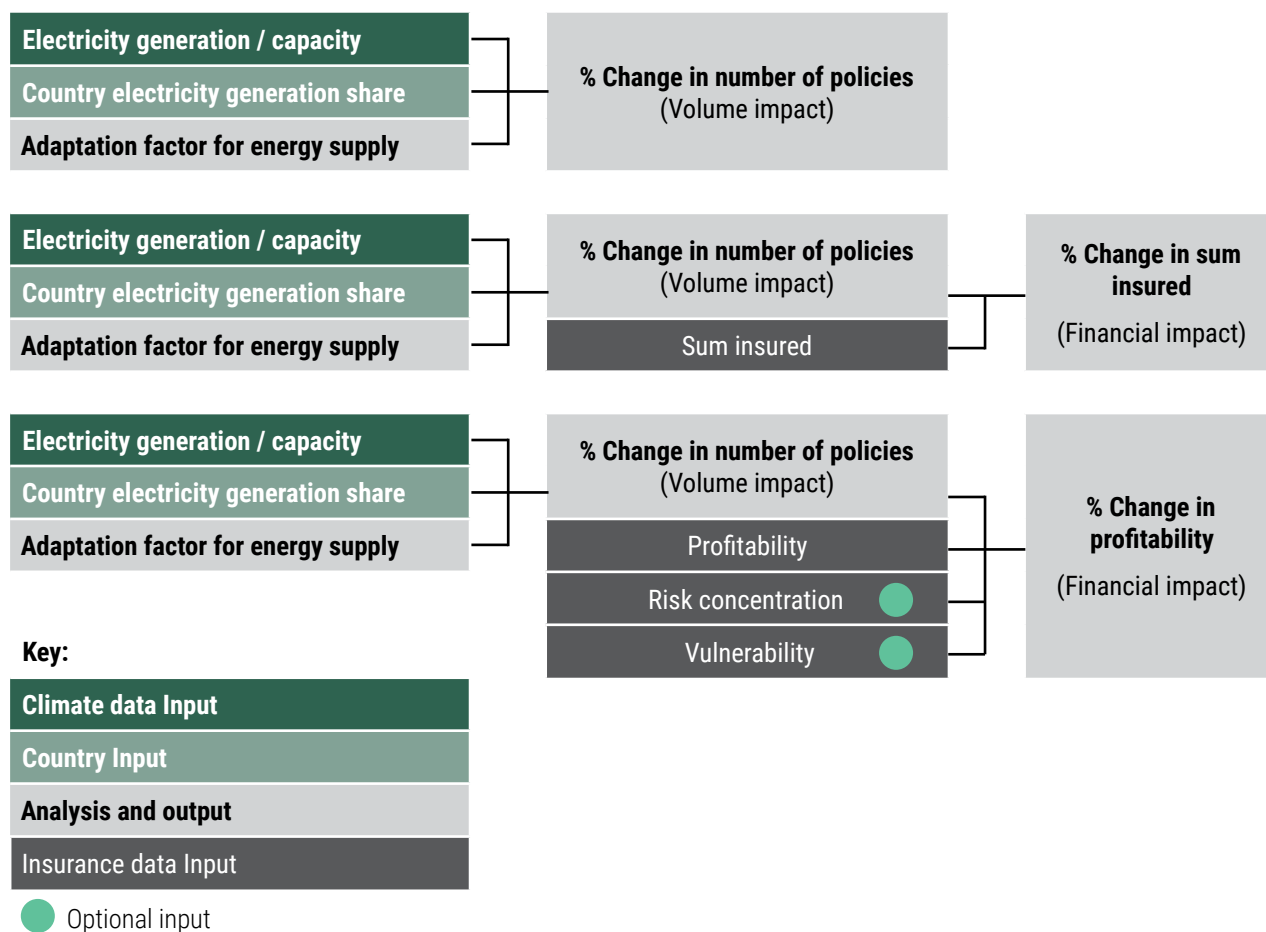 Electricity generation / capacity
Country electricity generation share
Adaptation factor for energy supply
% Change in number of policies
(Volume impact)
Electricity generation / capacity
Country electricity generation share
Adaptation factor for energy supply
% Change in number of policies
(Volume impact)
Sum insured
% Change in sum
insured
(Financial impact)
Electricity generation / capacity
Country electricity generation share
Adaptation factor for energy supply
% Change in number of policies
(Volume impact)
Profitability
Risk concentration
Vulnerability
% Change in
profitability
(Financial impact)
Key:
Climate data Input
Country Input
Analysis and output
Insurance data Input
Optional input